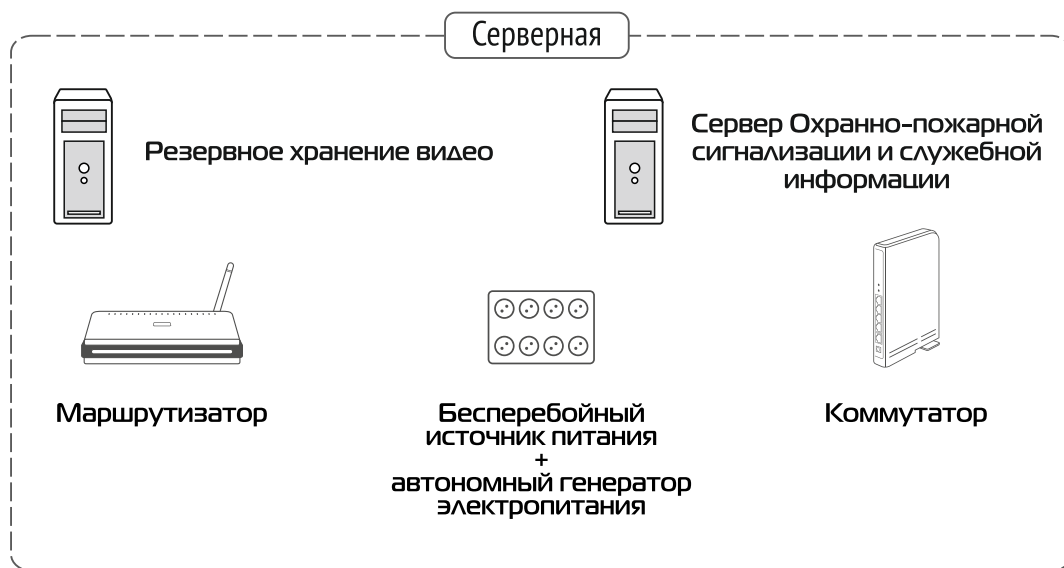 Серверная
Резервное хранение видео
Сервер Охранно-пожарной
сигнализации и служебной
информации
Маршрутизатор
Бесперебойный
источник питания
+
автономный генератор
электропитания
Коммутатор